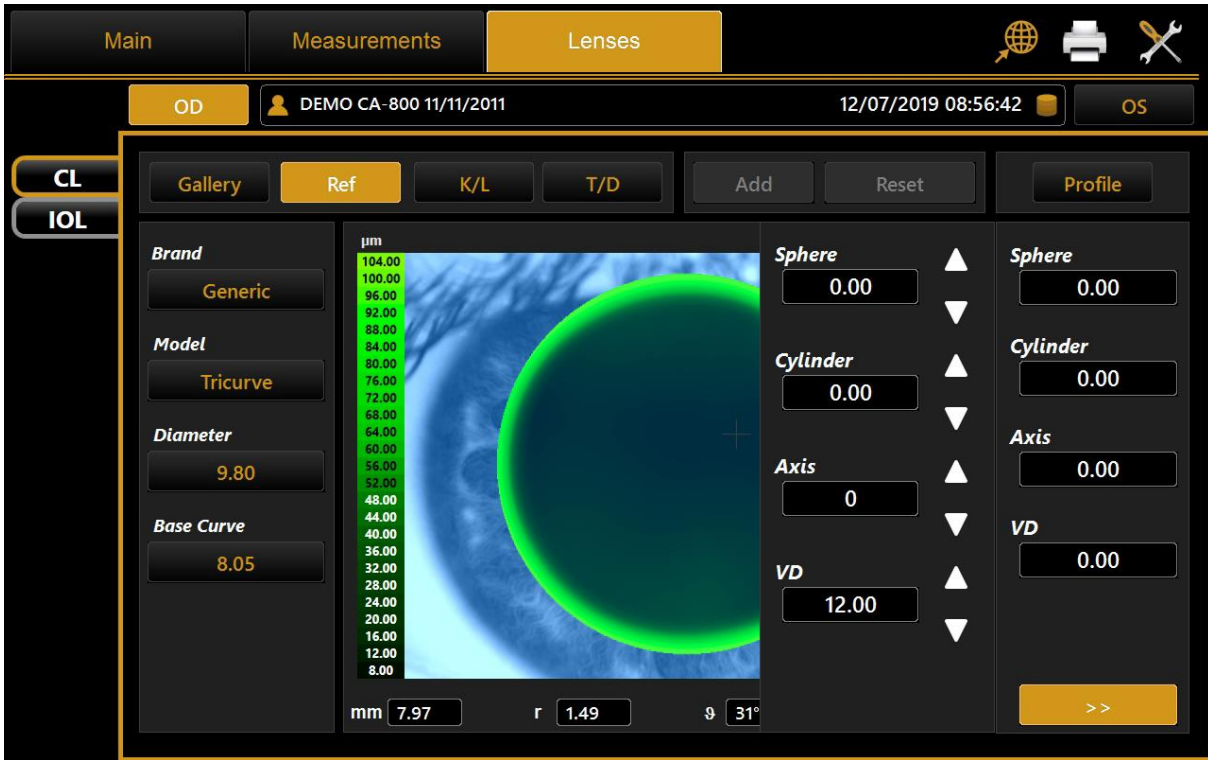 Main
Measurements
Lenses
OD
DEMO CA-800 11/11/2011
12/07/2019 08:56:42
OS
CL
IOL
Gallery
Ref
K/L
T/D
Add
Reset
Profile
Brand
Generic
Model
Tricurve
Diameter
9.80
Base Curve
8.05
µm
104.00
100.00
96.00
92.00
88.00
84.00
80.00
76.00
72.00
68.00
64.00
60.00
56.00
52.00
48.00
44.00
40.00
36.00
32.00
28.00
24.00
20.00
16.00
12.00
8.00
mm 7.97 r 1.49 ϑ 31°
Sphere
0.00
Cylinder
0.00
Axis
0
VD
12.00
Sphere
0.00
Cylinder
0.00
Axis
0.00
VD
0.00
>>